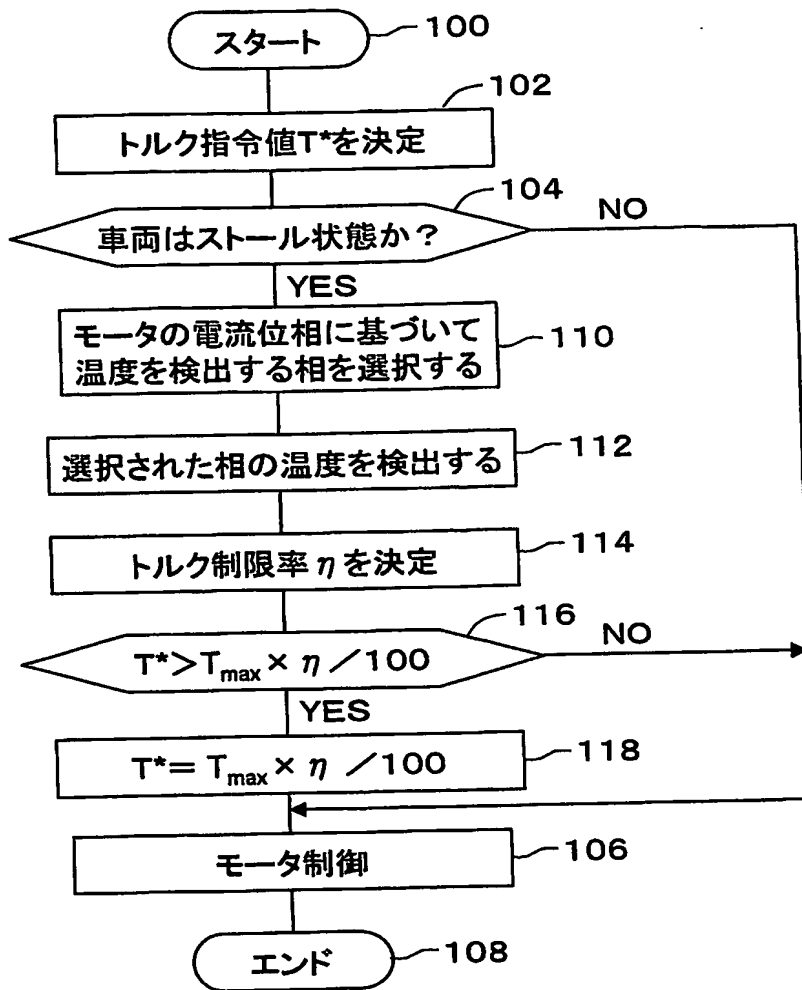 スタート
100
102
トルク指令値T*を決定
104
車両はストール状態か？
NO
YES
モータの電流位相に基づいて
温度を検出する相を選択する
110
選択された相の温度を検出する
112
トルク制限率ηを決定
114
116
T*>Tmax×η／100
NO
YES
T*=Tmax×η／100
118
モータ制御
106
エンド
108